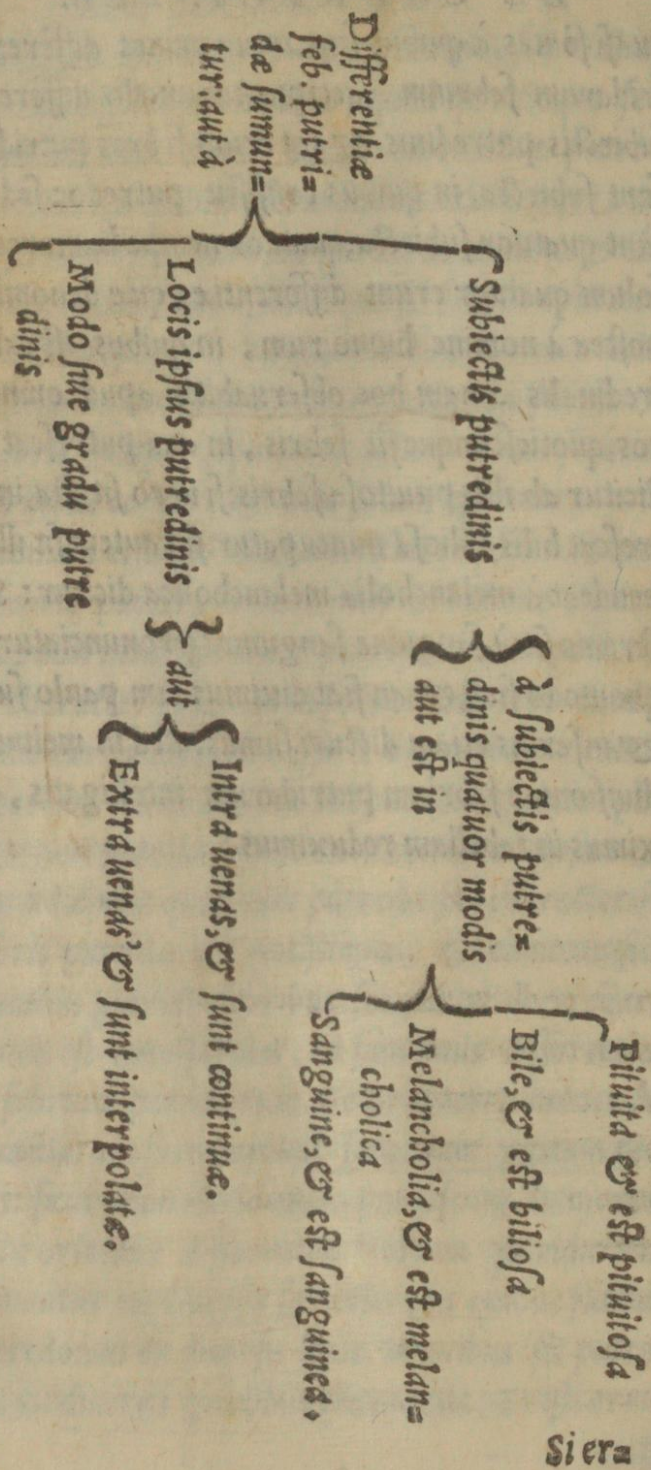 Differentiæ
feb. putri=
dæ sumun=
tur aut à
Subiectis putredinis
à subiectis putre=
dinis quatuor modis
aut est in
Pituita & est pituitosa
Bile, & est biliosa
Melancholia, & est melan=
cholica
Sanguine, & est sanguinea.
Locis ipsius putredinis
aut
Intra uenas, & sunt continuæ.
Extra uenas & sunt interpolatæ.
Modo siue gradu putre
dinis
Si er=